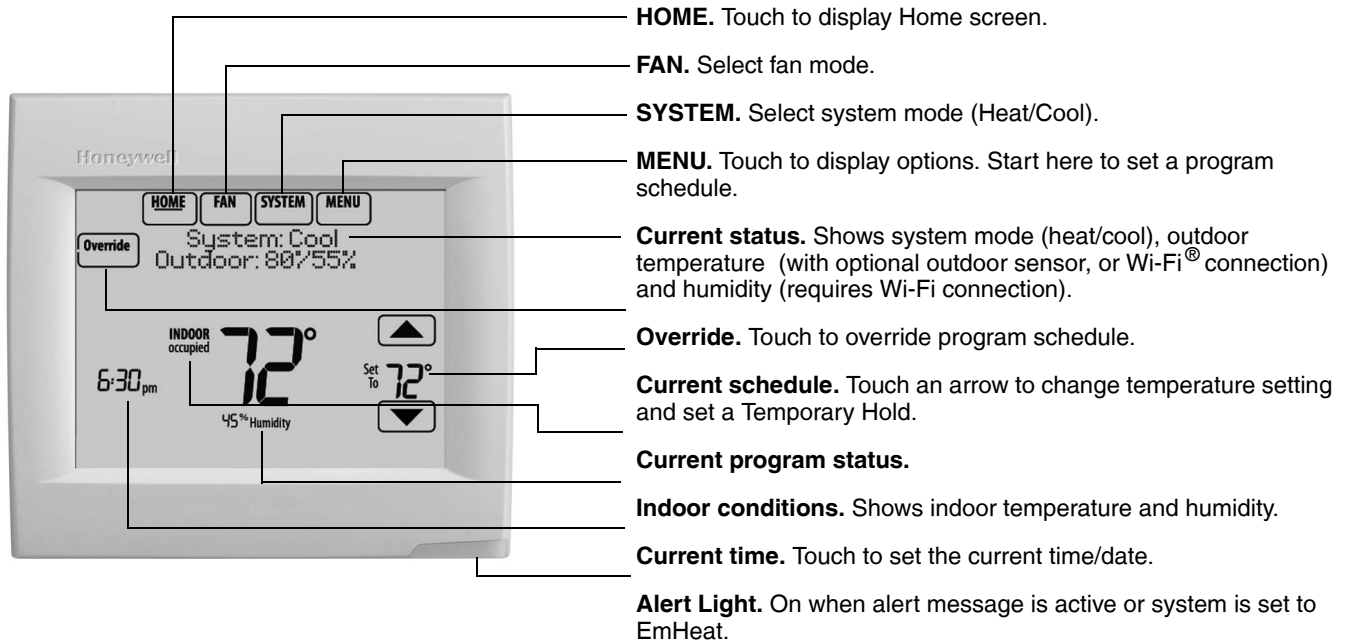 HOME. Touch to display Home screen.
FAN. Select fan mode.
SYSTEM. Select system mode (Heat/Cool).
MENU. Touch to display options. Start here to set a program
schedule.
Current status. Shows system mode (heat/cool), outdoor
temperature (with optional outdoor sensor, or Wi-Fi® connection)
and humidity (requires Wi-Fi connection).
Override. Touch to override program schedule.
Current schedule. Touch an arrow to change temperature setting
and set a Temporary Hold.
Current program status.
Indoor conditions. Shows indoor temperature and humidity.
Current time. Touch to set the current time/date.
Alert Light. On when alert message is active or system is set to
EmHeat.
Honeywell
HOME FAN SYSTEM MENU
Override
System: Cool
Outdoor: 80°/55%
INDOOR
occupied
72°
Set
To
72°
6:30 pm
45% Humidity